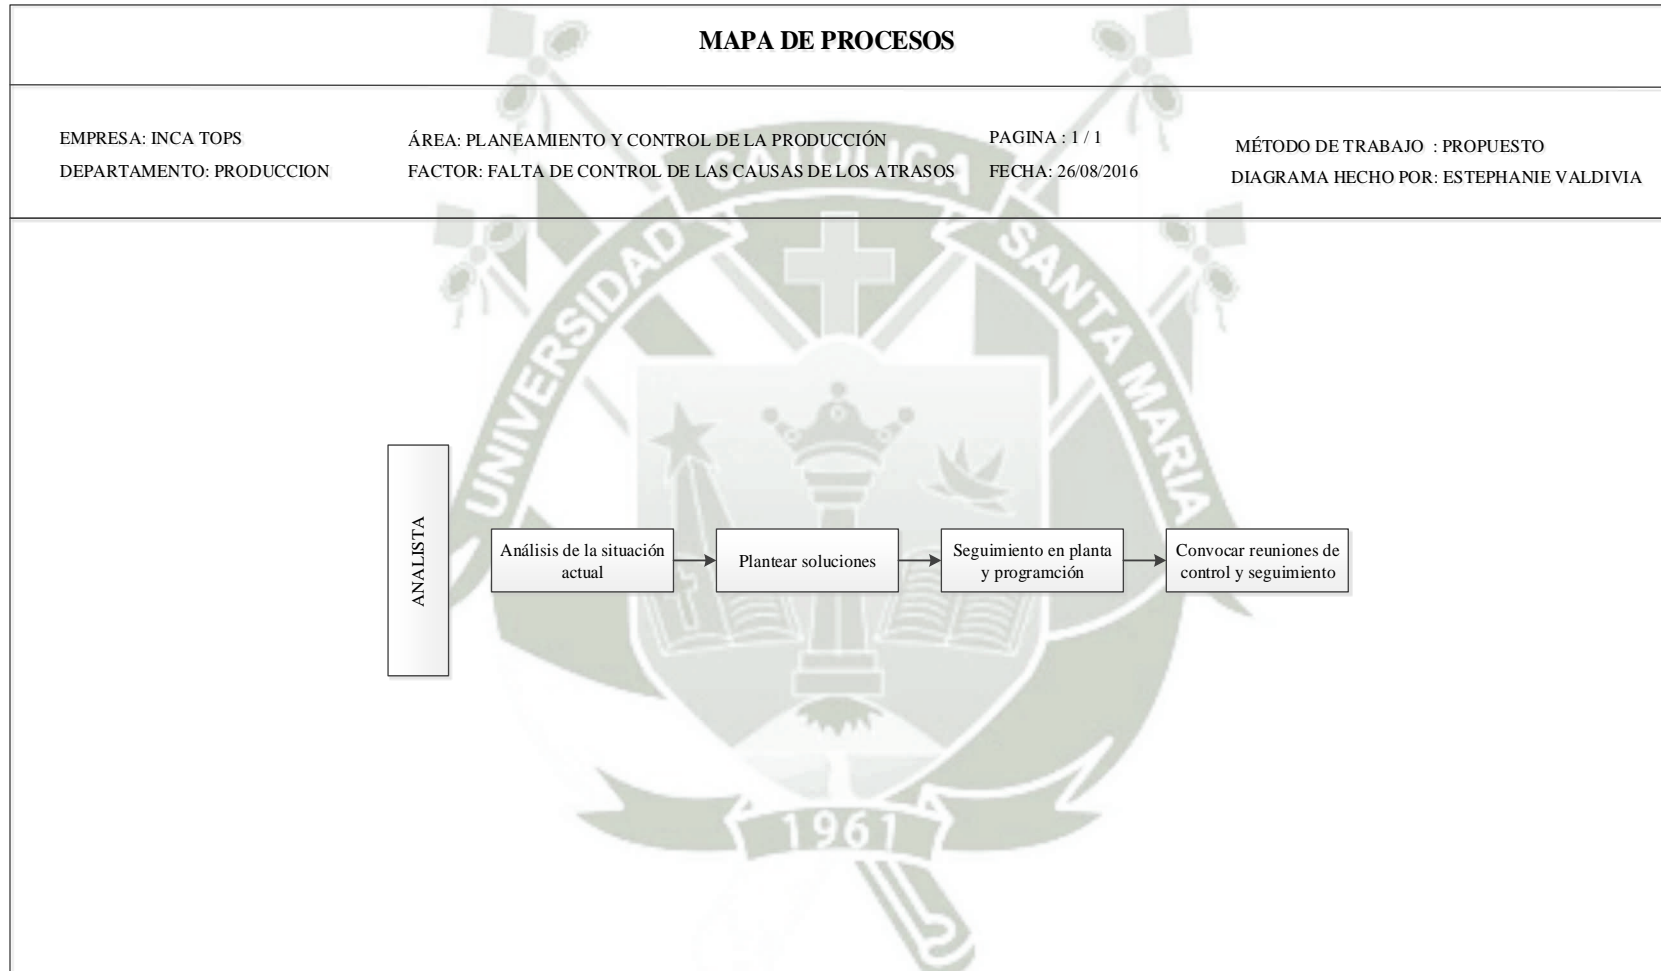 MAPA DE PROCESOS
EMPRESA: INCA TOPS
DEPARTAMENTO: PRODUCCION
ÁREA: PLANEAMIENTO Y CONTROL DE LA PRODUCCIÓN
FACTOR: FALTA DE CONTROL DE LAS CAUSAS DE LOS ATRASOS
PAGINA : 1 / 1
FECHA: 26/08/2016
MÉTODO DE TRABAJO : PROPUESTO
DIAGRAMA HECHO POR: ESTEPHANIE VALDIVIA
ANALISTA
Análisis de la situación
actual
Plantear soluciones
Seguimiento en planta
y programción
Convocar reuniones de
control y seguimiento
UNIVERSIDAD
CATOLICA
SANTA MARIA
1961